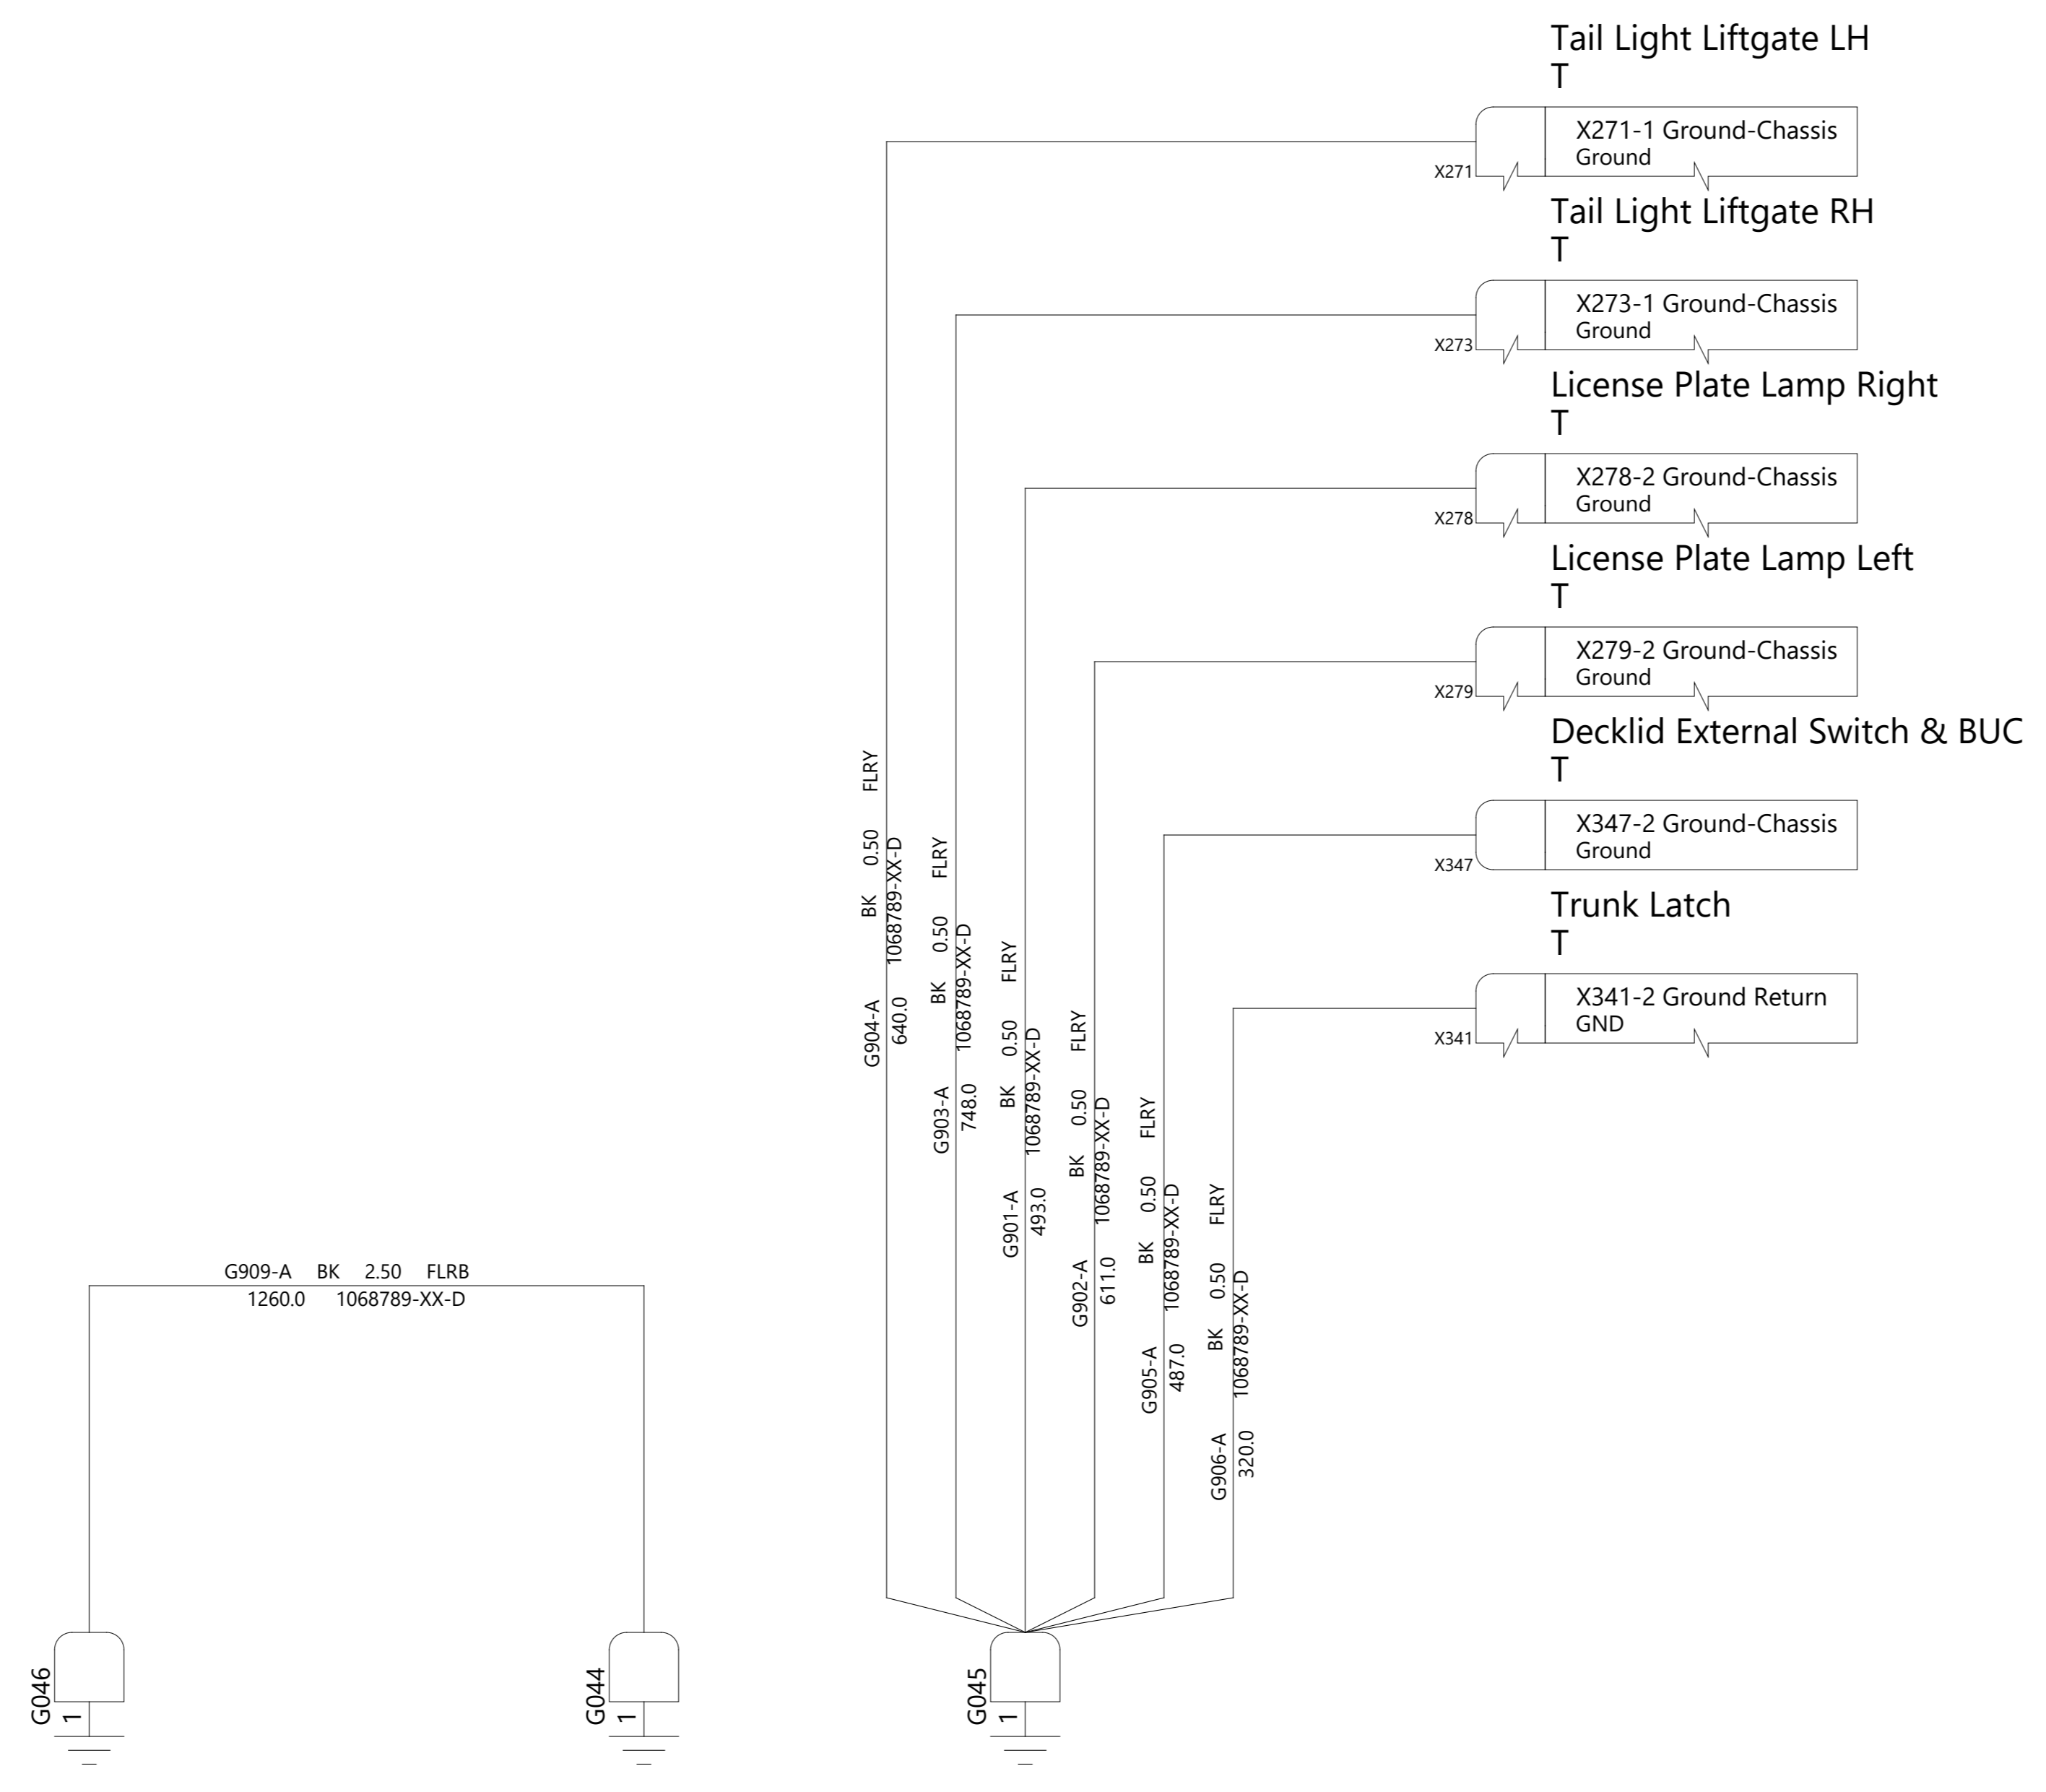 Tail Light Liftgate LH
T
X271-1 Ground-Chassis
Ground
X271
Tail Light Liftgate RH
T
X273-1 Ground-Chassis
Ground
X273
License Plate Lamp Right
T
X278-2 Ground-Chassis
Ground
X278
License Plate Lamp Left
T
X279-2 Ground-Chassis
Ground
X279
Decklid External Switch & BUC
T
X347-2 Ground-Chassis
Ground
X347
Trunk Latch
T
X341-2 Ground Return
GND
X341
G904-A BK 0.50 FLRY
640.0 1068789-XX-D
G903-A BK 0.50 FLRY
748.0 1068789-XX-D
G901-A BK 0.50 FLRY
493.0 1068789-XX-D
G902-A BK 0.50 FLRY
611.0 1068789-XX-D
G905-A BK 0.50 FLRY
487.0 1068789-XX-D
G906-A BK 0.50 FLRY
320.0 1068789-XX-D
G909-A BK 2.50 FLRB
1260.0 1068789-XX-D
G046
1
G044
1
G045
1